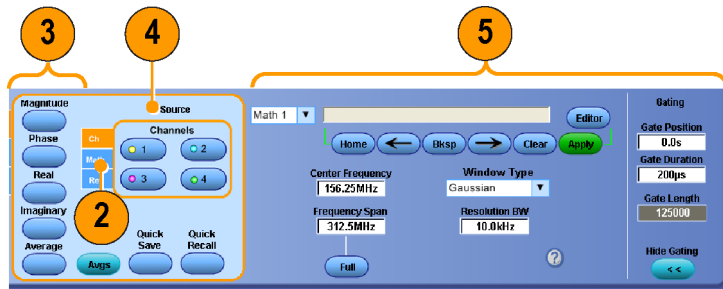 3
4
5
Magnitude
Phase
Real
Imaginary
Average
Source
Ch
Math
Re
2
Channels
1
2
3
4
Avgs
Quick
Save
Quick
Recall
Math 1
Editor
Home
←
Bksp
→
Clear
Apply
Center Frequency
156.25MHz
Window Type
Gaussian
Frequency Span
312.5MHz
Resolution BW
10.0kHz
Full
?
Gating
Gate Position
0.0s
Gate Duration
200µs
Gate Length
125000
Hide Gating
<<